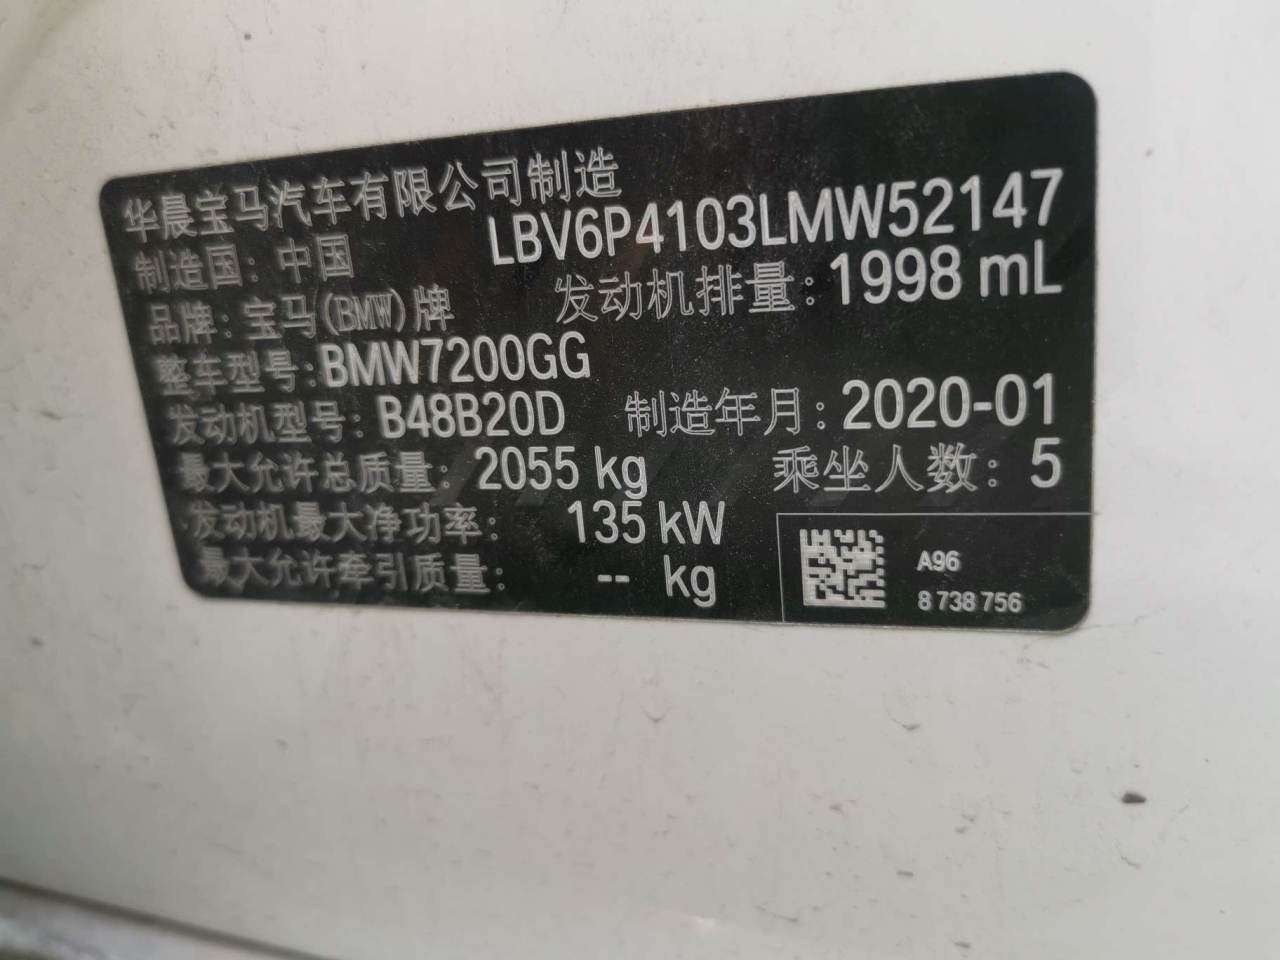 华晨宝马汽车有限公司制造
LBV6P4103LMW52147
制造国：中国
发动机排量：1998 mL
品牌：宝马(BMW)牌
整车型号：BMW7200GG
发动机型号：B48B20D
制造年月：2020-01
最大允许总质量：2055 kg
乘坐人数：5
发动机最大净功率：135 kW
最大允许牵引质量：-- kg
A96
8 738 756